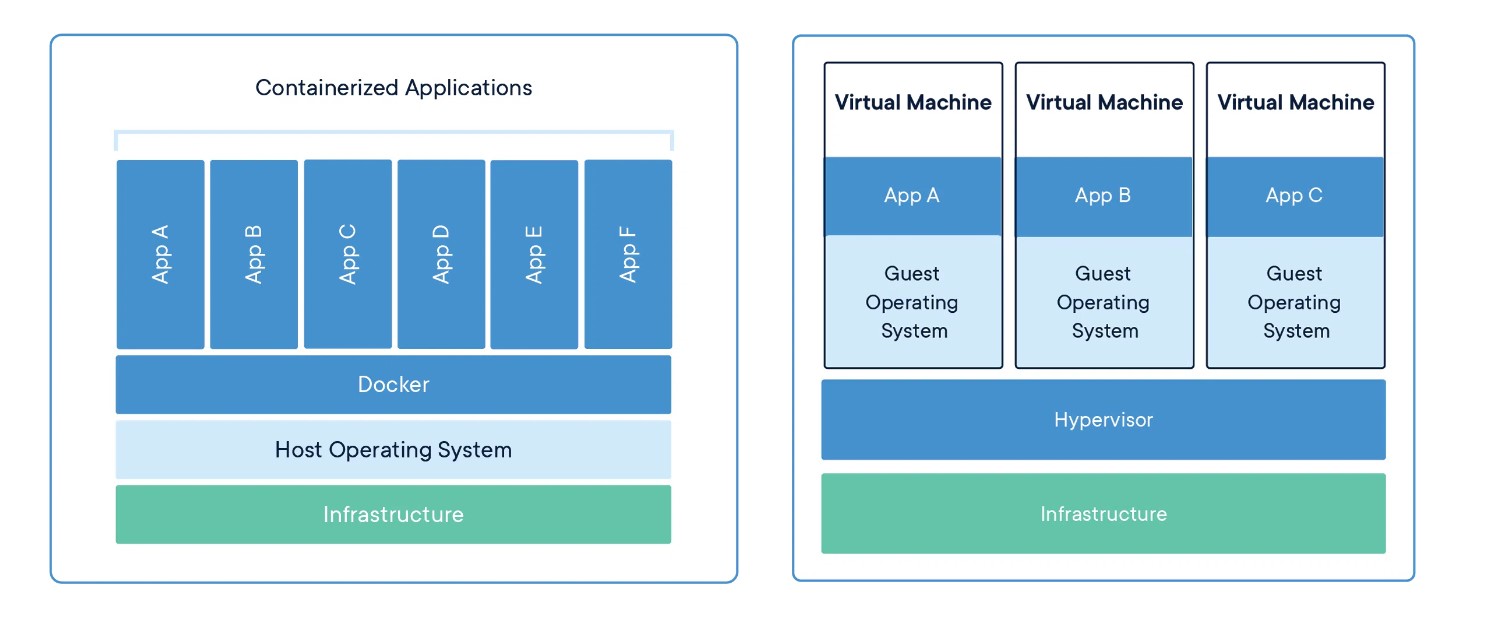 Containerized Applications
App A
App B
App C
App D
App E
App F
Docker
Host Operating System
Infrastructure
Virtual Machine
App A
Guest
Operating
System
Virtual Machine
App B
Guest
Operating
System
Virtual Machine
App C
Guest
Operating
System
Hypervisor
Infrastructure